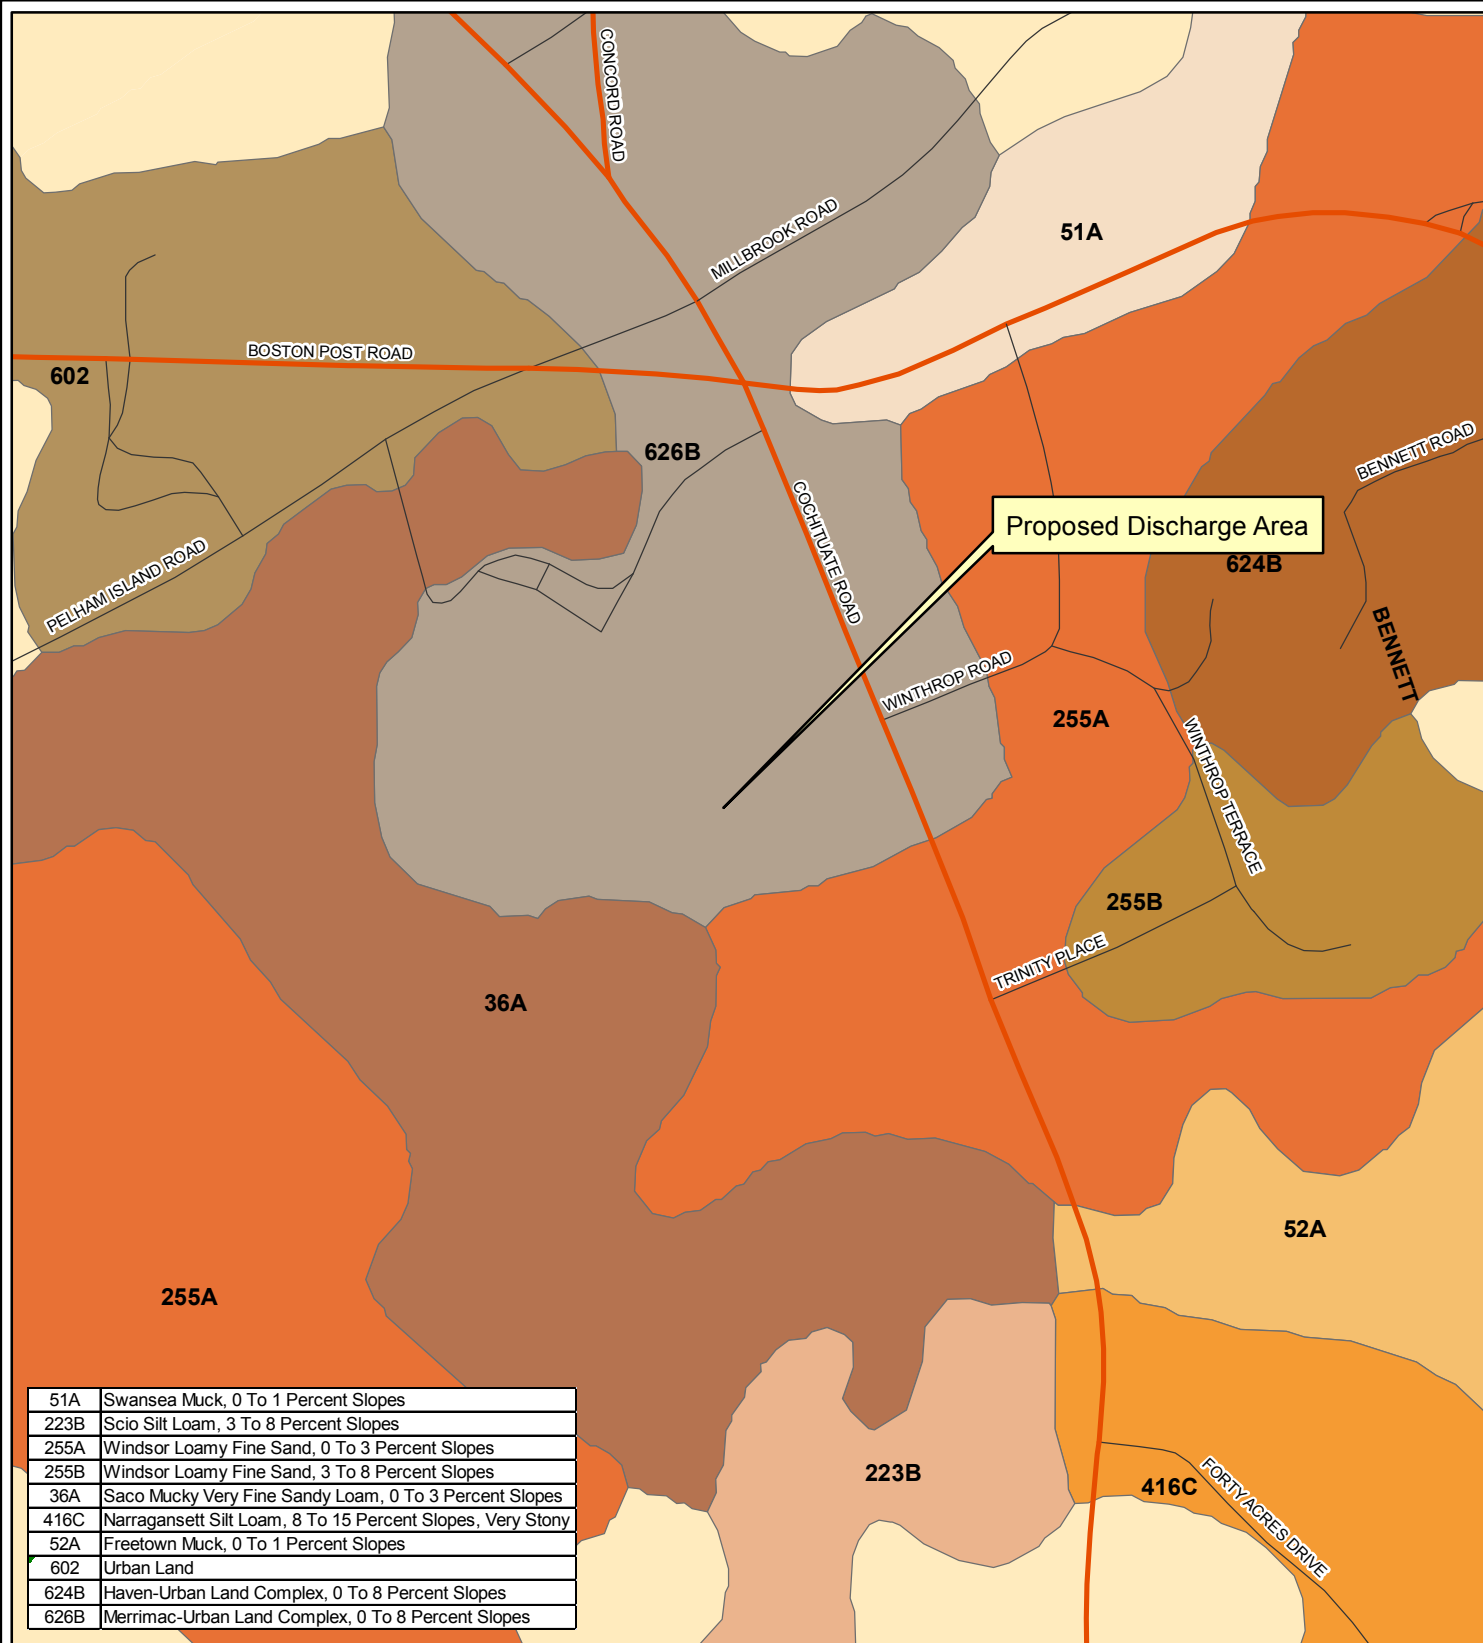 CONCORD ROAD
MILLBROOK ROAD
51A
BOSTON POST ROAD
602
626B
BENNETT ROAD
COCHITUATE ROAD
Proposed Discharge Area
624B
PELHAM ISLAND ROAD
BENNETT
WINTHROP ROAD
255A
WINTHROP TERRACE
255B
TRINITY PLACE
36A
52A
255A
223B
416C
FORTY ACRES DRIVE
51A Swansea Muck, 0 To 1 Percent Slopes
223B Scio Silt Loam, 3 To 8 Percent Slopes
255A Windsor Loamy Fine Sand, 0 To 3 Percent Slopes
255B Windsor Loamy Fine Sand, 3 To 8 Percent Slopes
36A Saco Mucky Very Fine Sandy Loam, 0 To 3 Percent Slopes
416C Narragansett Silt Loam, 8 To 15 Percent Slopes, Very Stony
52A Freetown Muck, 0 To 1 Percent Slopes
602 Urban Land
624B Haven-Urban Land Complex, 0 To 8 Percent Slopes
626B Merrimac-Urban Land Complex, 0 To 8 Percent Slopes